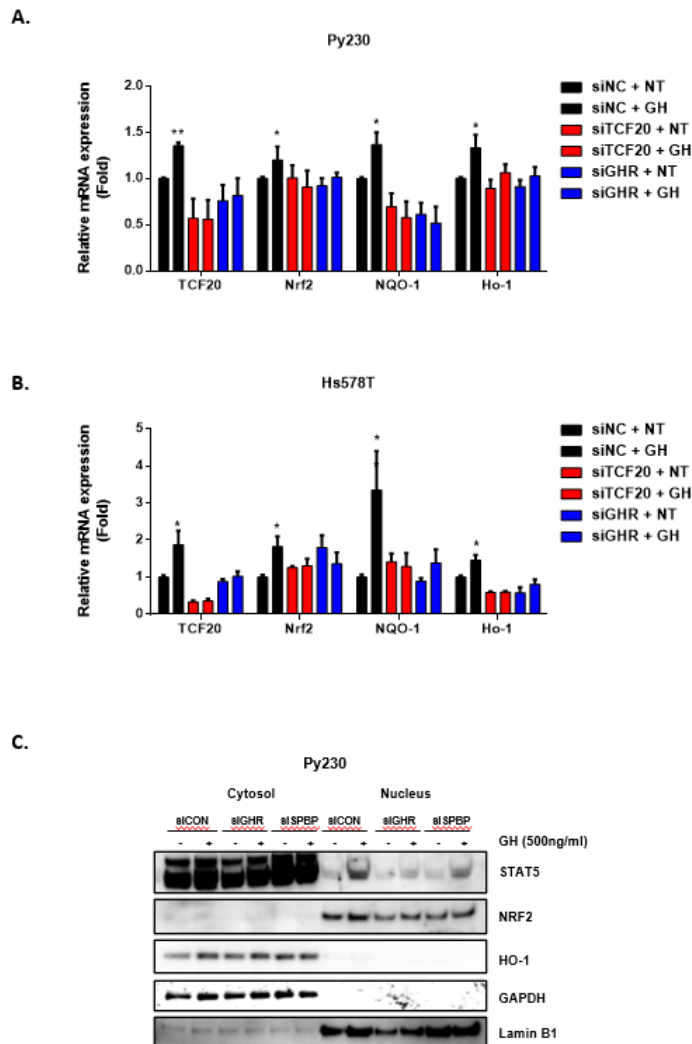 A.
Py230
Relative mRNA expression
(Fold)
2.0
1.5
1.0
0.5
0.0
** * * *
TCF20 Nrf2 NQO-1 Ho-1
siNC + NT
siNC + GH
siTCF20 + NT
siTCF20 + GH
siGHR + NT
siGHR + GH
B.
Hs578T
Relative mRNA expression
(Fold)
5
4
3
2
1
0
* * * *
TCF20 Nrf2 NQO-1 Ho-1
siNC + NT
siNC + GH
siTCF20 + NT
siTCF20 + GH
siGHR + NT
siGHR + GH
C.
Py230
Cytosol Nucleus
siCON siGHR siSPBP siCON siGHR siSPBP
- + - + - + - + - + - + GH (500ng/ml)
STAT5
NRF2
HO-1
GAPDH
Lamin B1